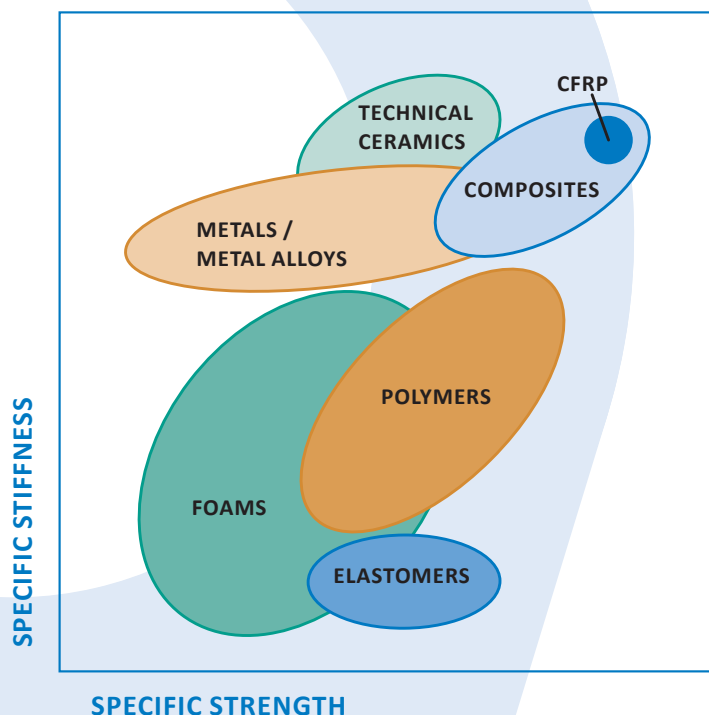 CFRP
TECHNICAL
CERAMICS
COMPOSITES
METALS /
METAL ALLOYS
POLYMERS
FOAMS
ELASTOMERS
SPECIFIC STIFFNESS
SPECIFIC STRENGTH